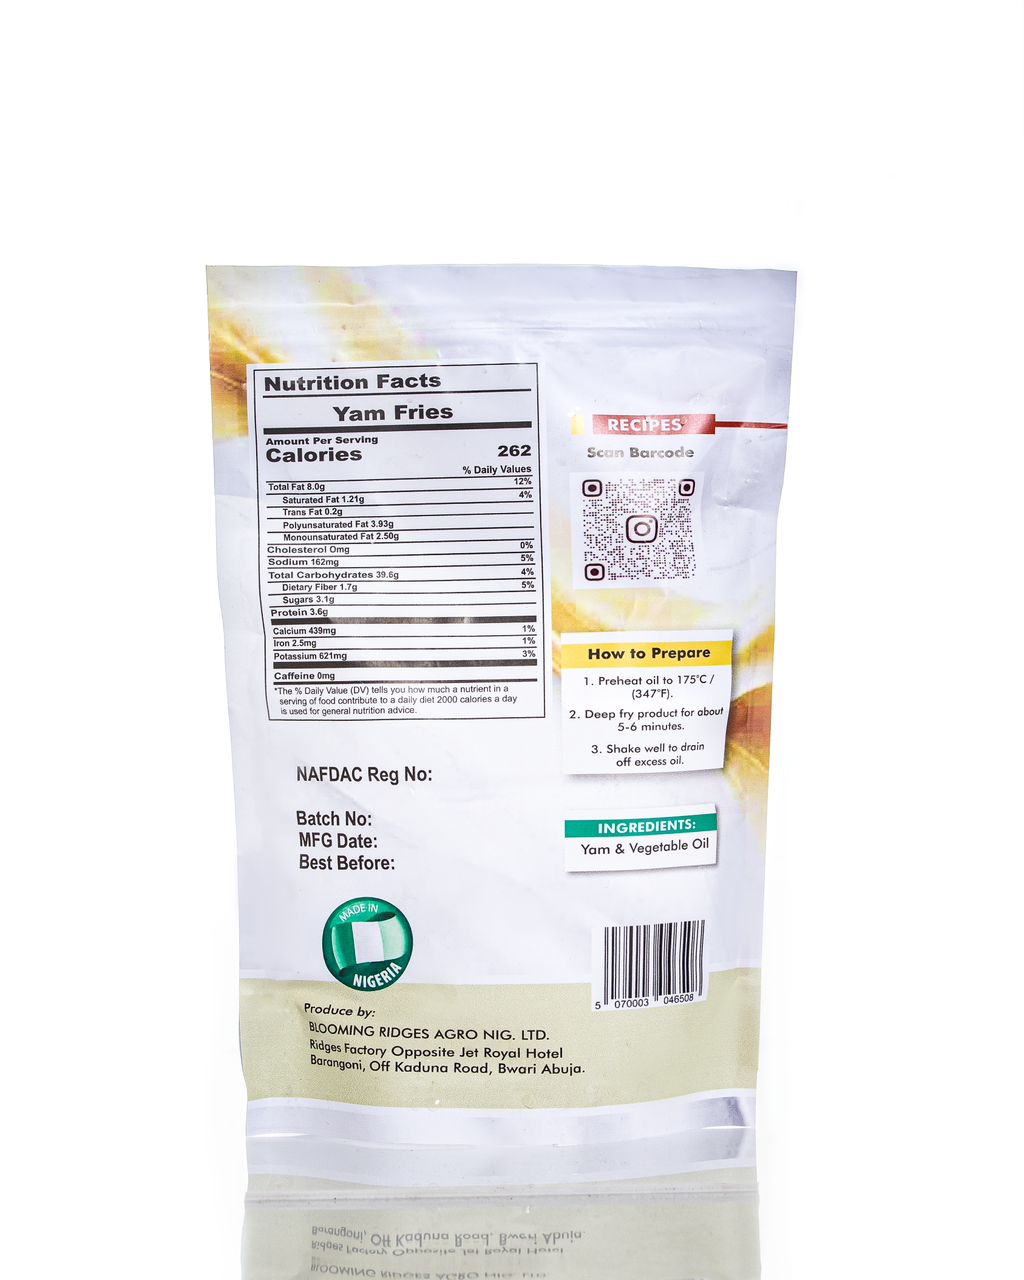 Nutrition Facts
Yam Fries
Amount Per Serving
Calories 262
% Daily Values
Total Fat 8.0g 12%
Saturated Fat 1.21g 4%
Trans Fat 0.2g
Polyunsaturated Fat 3.93g
Monounsaturated Fat 2.50g
Cholesterol 0mg 0%
Sodium 162mg 5%
Total Carbohydrates 39.6g 4%
Dietary Fiber 1.7g 5%
Sugars 3.1g
Protein 3.6g
Calcium 439mg 1%
Iron 2.5mg 1%
Potassium 621mg 3%
Caffeine 0mg
*The % Daily Value (DV) tells you how much a nutrient in a
serving of food contribute to a daily diet 2000 calories a day
is used for general nutrition advice.
RECIPES
Scan Barcode
How to Prepare
1. Preheat oil to 175°C /
(347°F).
2. Deep fry product for about
5-6 minutes.
3. Shake well to drain
off excess oil.
NAFDAC Reg No:
Batch No:
MFG Date:
Best Before:
INGREDIENTS:
Yam & Vegetable Oil
MADE IN
NIGERIA
5 070003 046508
Produce by:
BLOOMING RIDGES AGRO NIG. LTD.
Ridges Factory Opposite Jet Royal Hotel
Barangoni, Off Kaduna Road, Bwari Abuja.